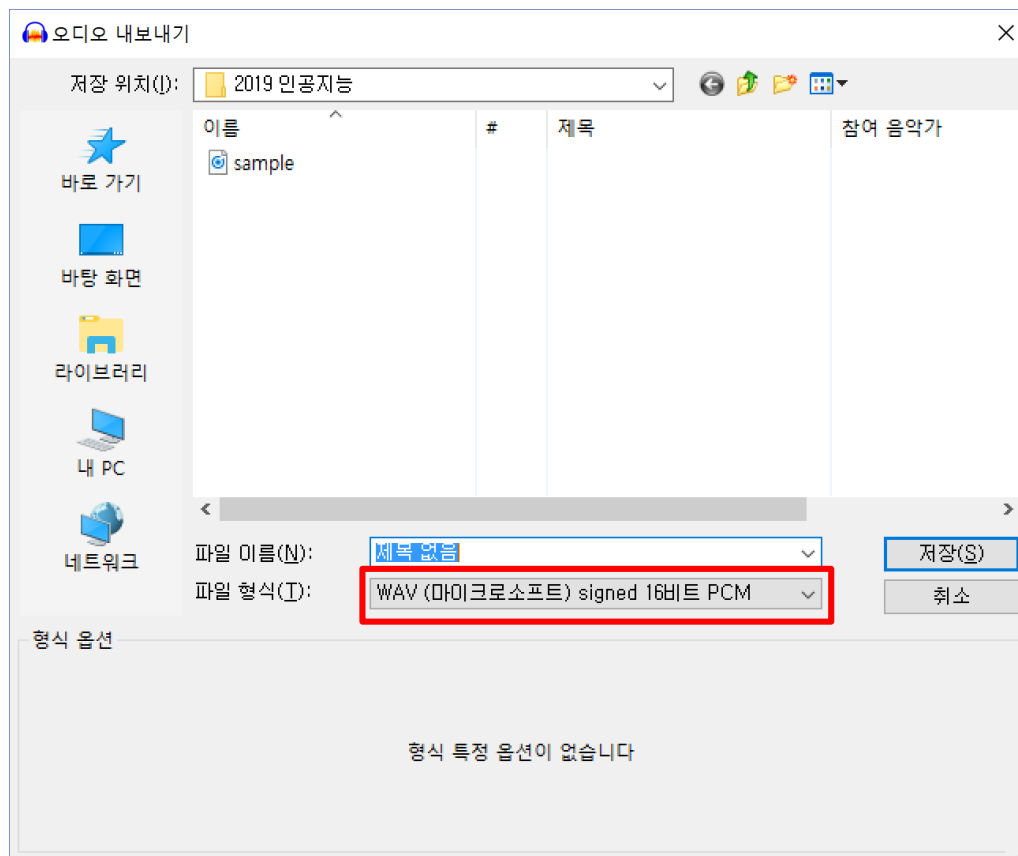 오디오 내보내기
저장 위치(I): 2019 인공지능
이름 # 제목 참여 음악가
sample
바로 가기
바탕 화면
라이브러리
내 PC
네트워크
파일 이름(N): 제목 없음 저장(S)
파일 형식(T): WAV (마이크로소프트) signed 16비트 PCM 취소
형식 옵션
형식 특정 옵션이 없습니다